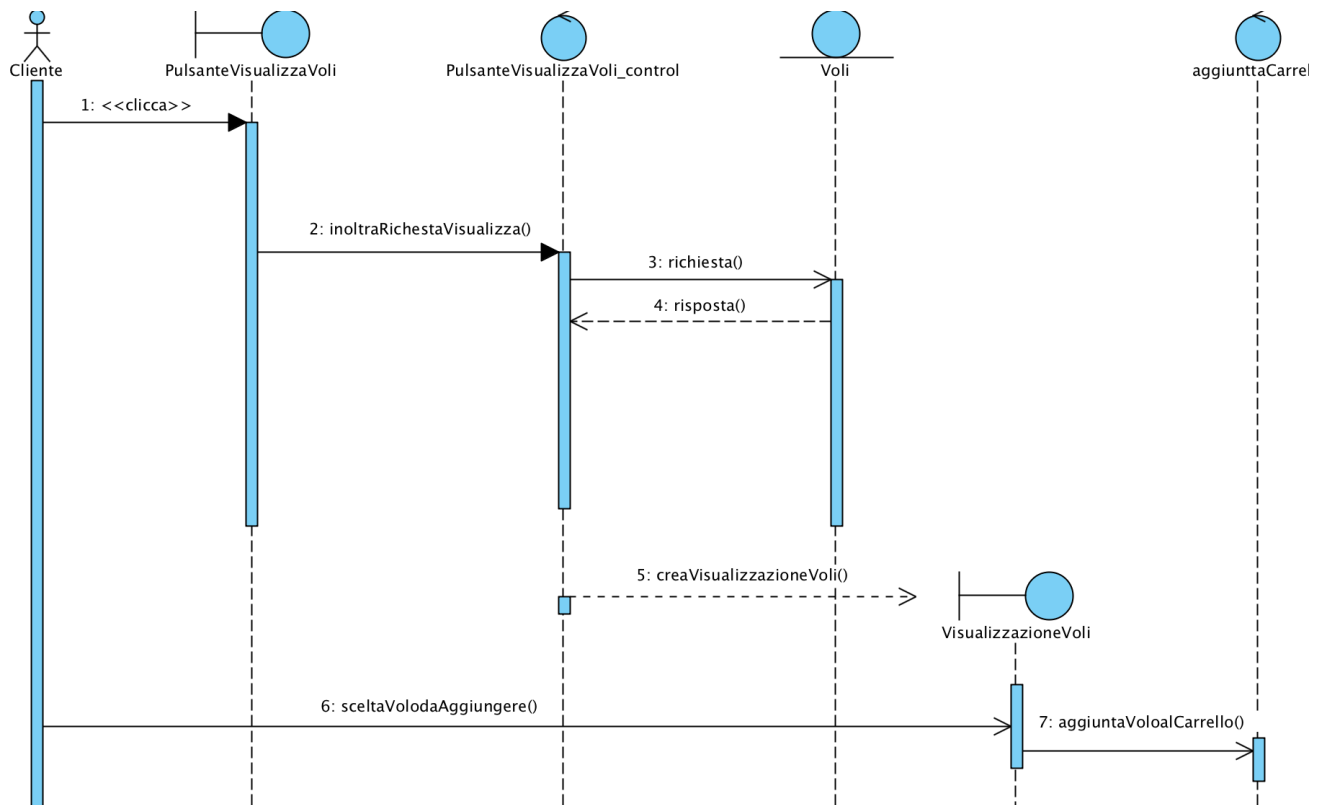 Cliente
PulsanteVisualizzaVoli
PulsanteVisualizzaVoli_control
Voli
aggiunttaCarrel
1: <<clicca>>
2: inoltraRichestaVisualizza()
3: richiesta()
4: risposta()
5: creaVisualizzazioneVoli()
VisualizzazioneVoli
6: sceltaVolodaAggiungere()
7: aggiuntaVoloalCarrello()